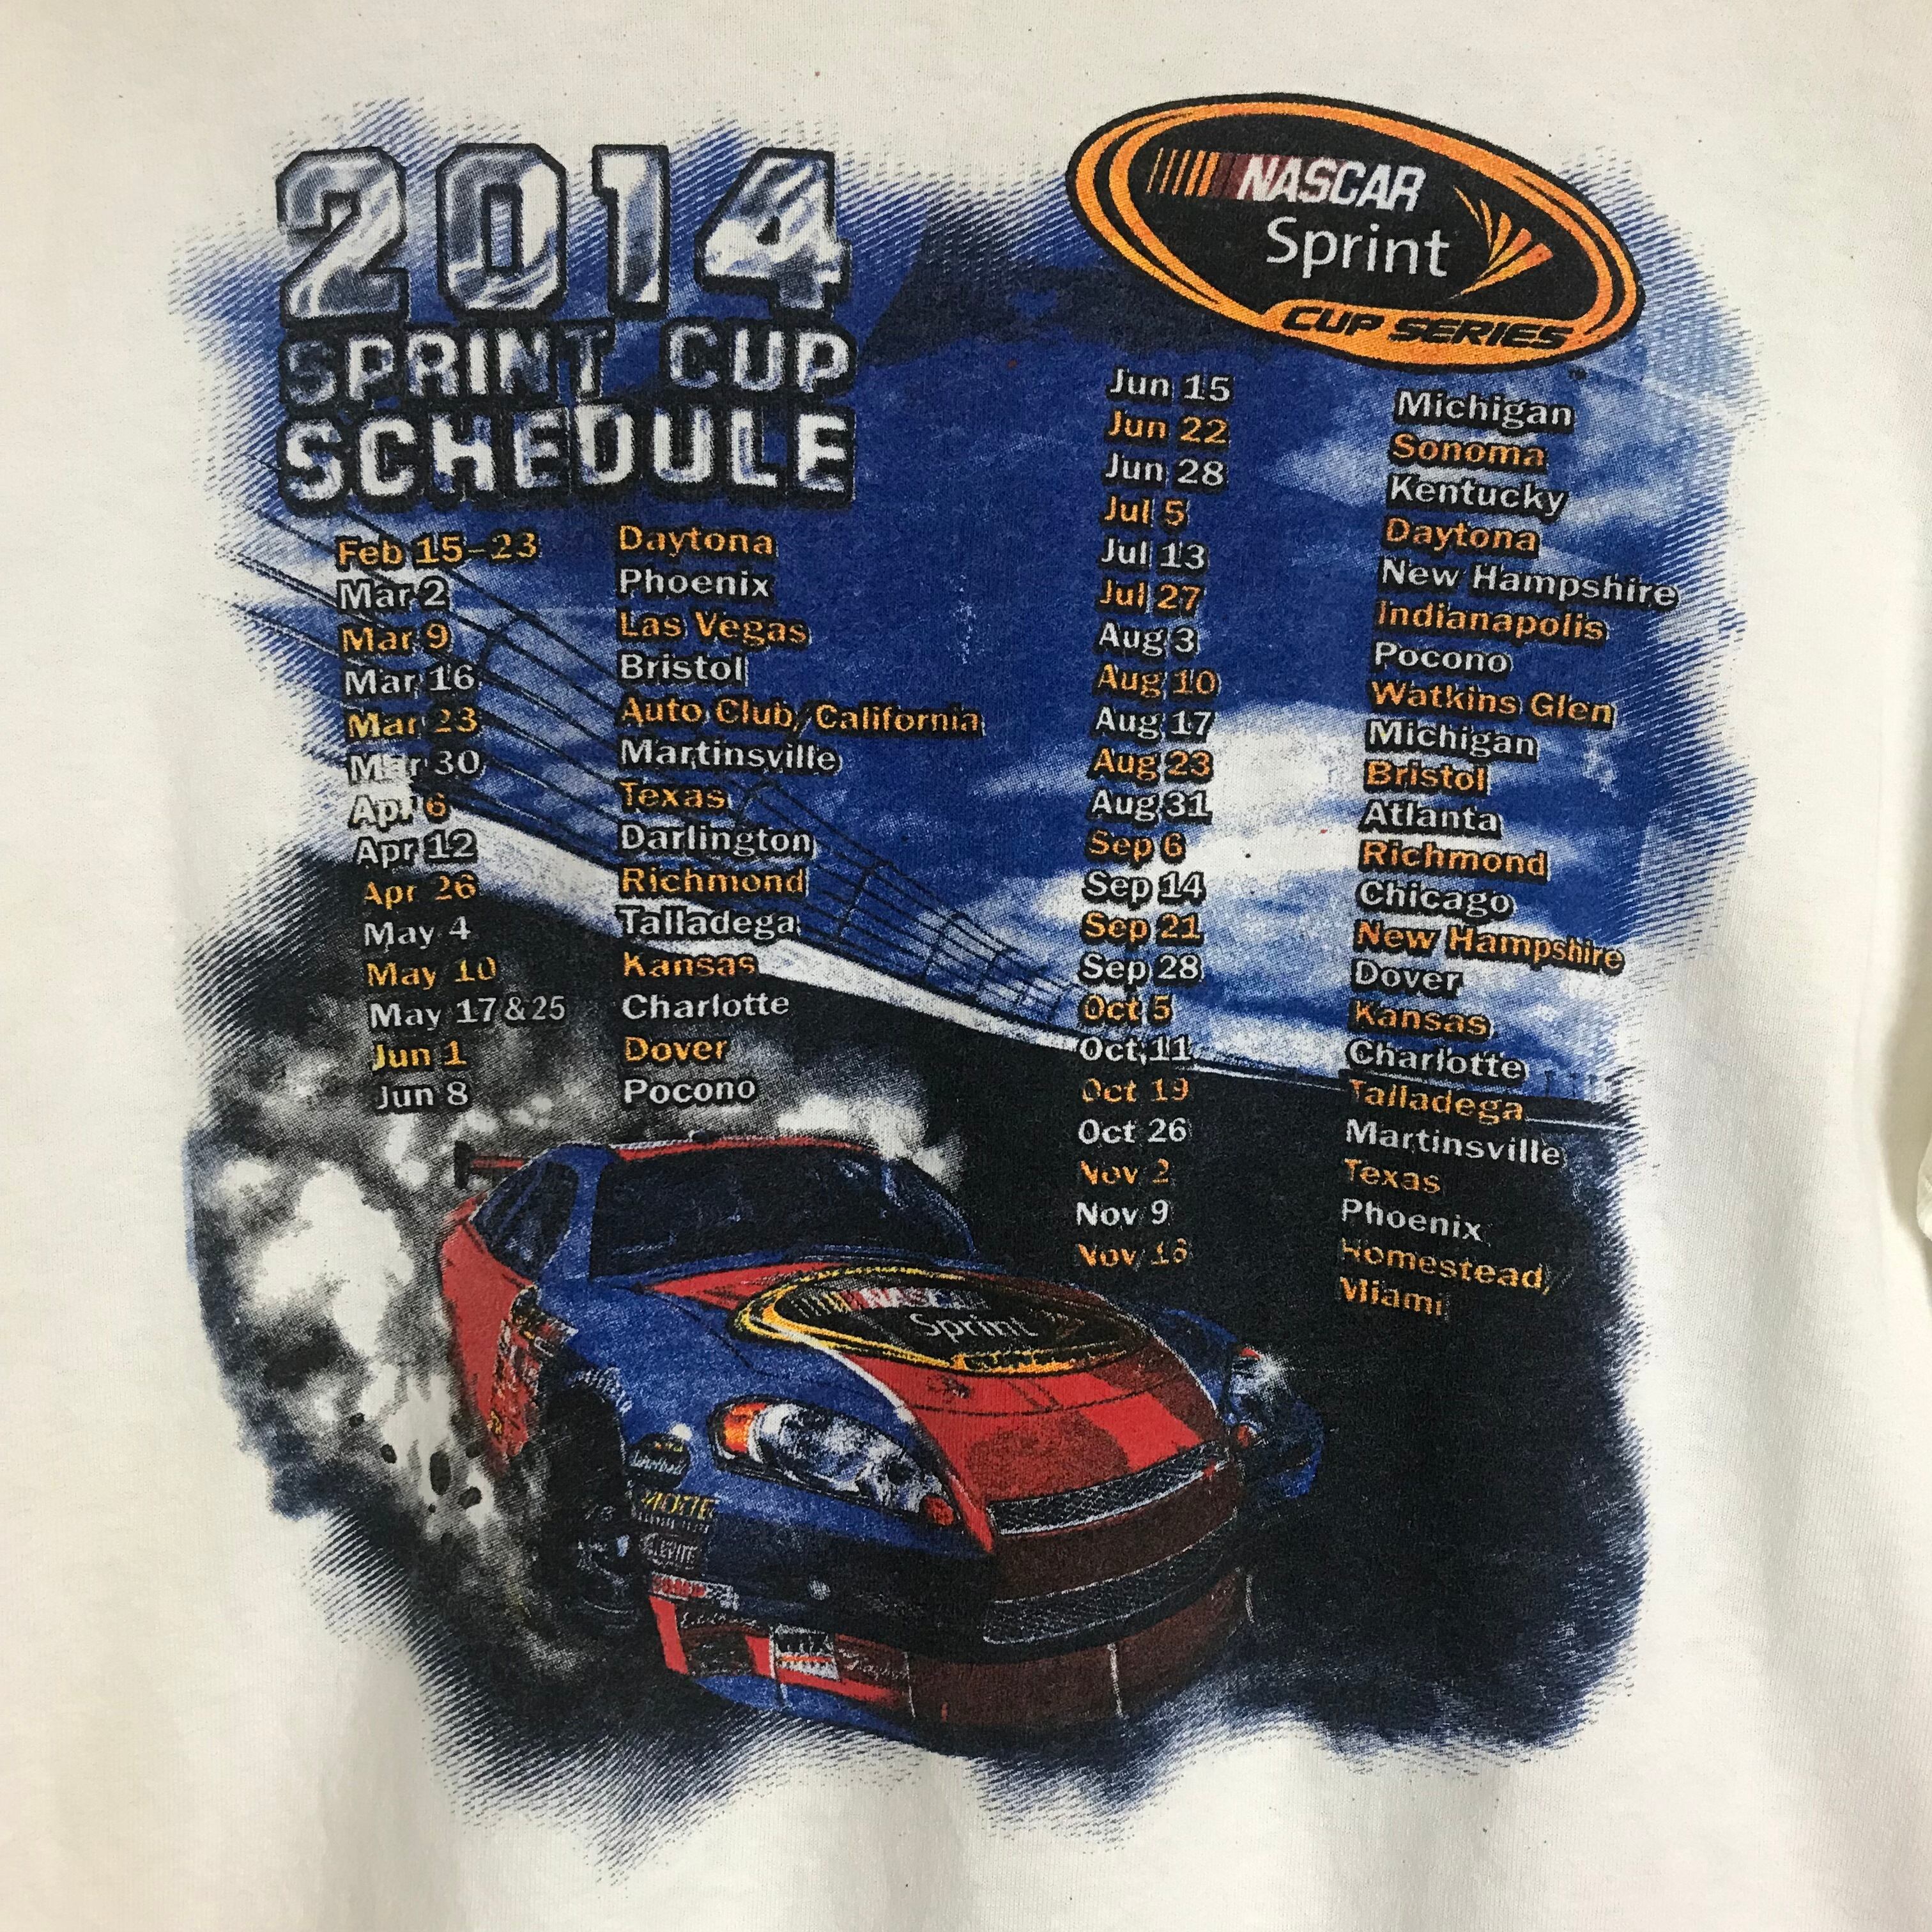 2014
SPRINT CUP
SCHEDULE
Feb 15-23 Daytona
Mar 2 Phoenix
Mar 9 Las Vegas
Mar 16 Bristol
Mar 23 Auto Club/California
Mar 30 Martinsville
Apr 6 Texas
Apr 12 Darlington
Apr 26 Richmond
May 4 Talladega
May 10 Kansas
May 17 & 25 Charlotte
Jun 1 Dover
Jun 8 Pocono
NASCAR
Sprint
CUP SERIES
TM
Jun 15 Michigan
Jun 22 Sonoma
Jun 28 Kentucky
Jul 5 Daytona
Jul 13 New Hampshire
Jul 27 Indianapolis
Aug 3 Pocono
Aug 10 Watkins Glen
Aug 17 Michigan
Aug 23 Bristol
Aug 31 Atlanta
Sep 6 Richmond
Sep 14 Chicago
Sep 21 New Hampshire
Sep 28 Dover
Oct 5 Kansas
Oct 11 Charlotte
Oct 19 Talladega
Oct 26 Martinsville
Nov 2 Texas
Nov 9 Phoenix
Nov 16 Homestead/
Miami
NASCAR
Sprint